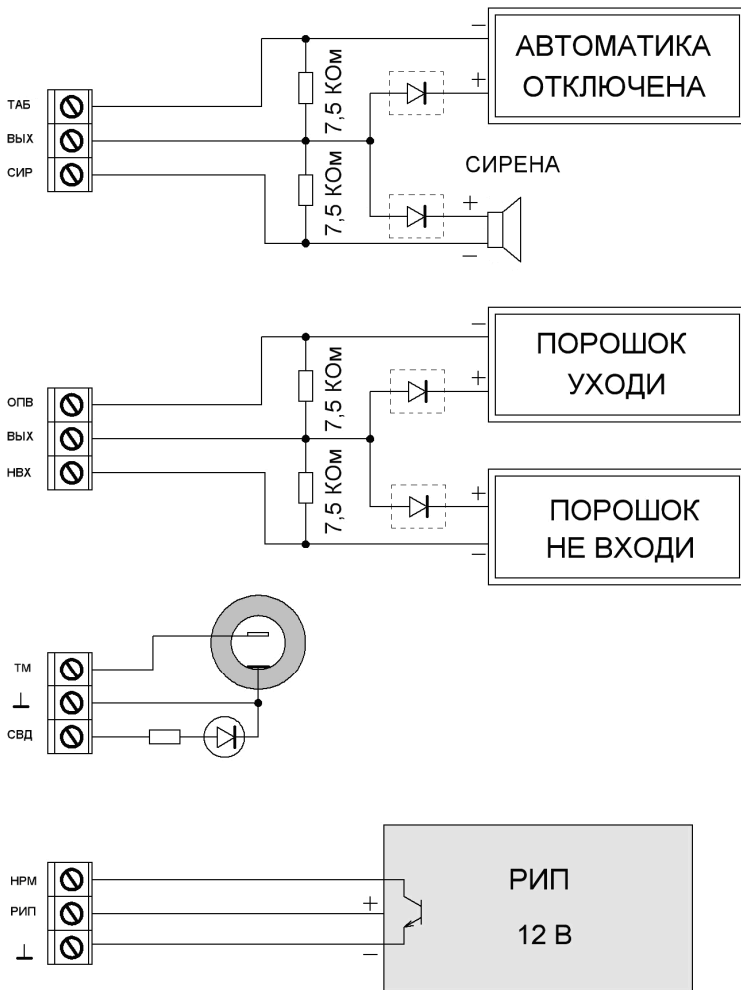 АВТОМАТИКА
ОТКЛЮЧЕНА
−
+
7,5 КОм
7,5 КОм
ТАБ
ВЫХ
СИР
СИРЕНА
+
−
ПОРОШОК
УХОДИ
−
+
7,5 КОм
7,5 КОм
ОПВ
ВЫХ
НВХ
ПОРОШОК
НЕ ВХОДИ
+
−
ТМ
⊥
СВД
НРМ
РИП
⊥
+
−
РИП
12 В